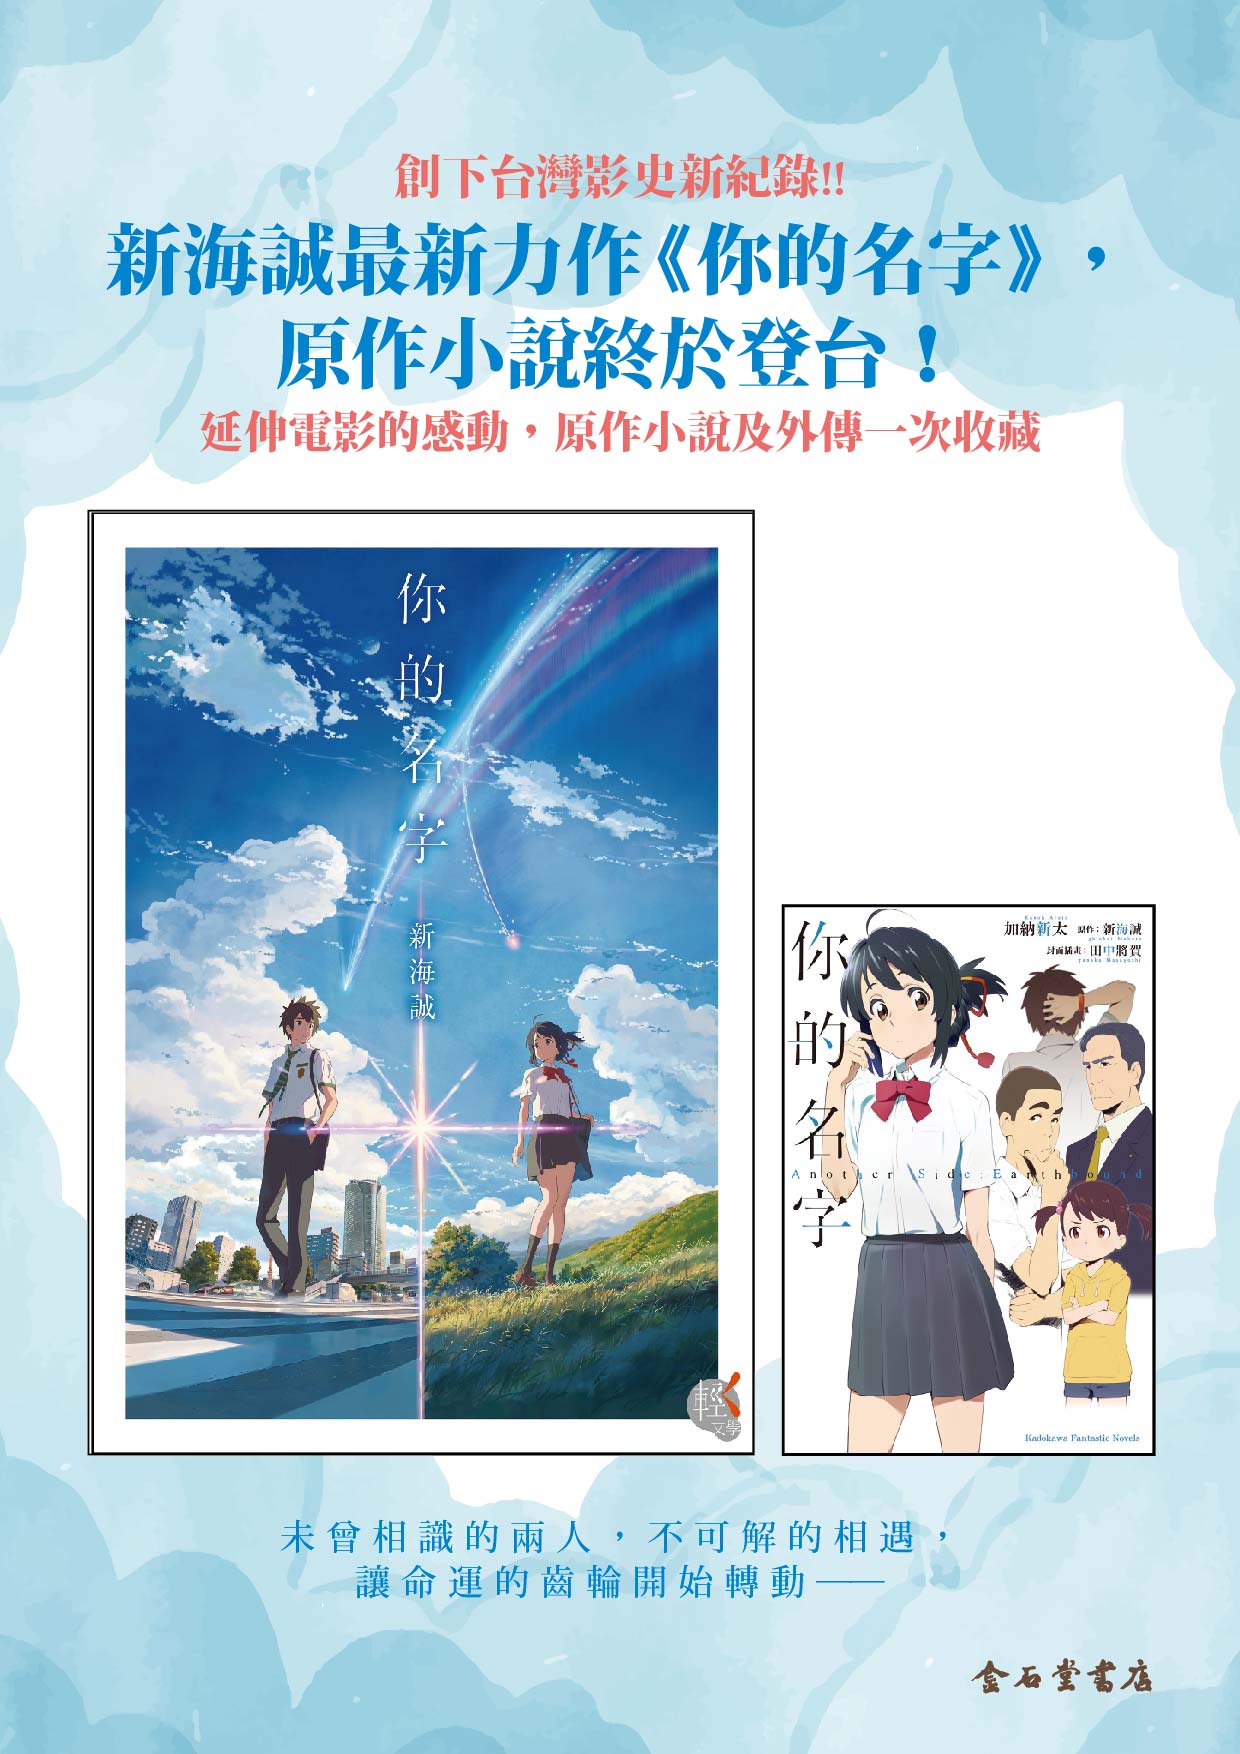 創下台灣影史新紀錄!!
新海誠最新力作《你的名字》，
原作小說終於登台！
延伸電影的感動，原作小說及外傳一次收藏
你的名字
新海誠
輕文學
你的名字
Kanoh Arata
加納新太 原作：新海誠
封面插畫：田中將賀
Tanaka Masayoshi
Another Side:Earthbound
Kadokawa Fantastic Novels
未曾相識的兩人，不可解的相遇，
讓命運的齒輪開始轉動——
金石堂書店